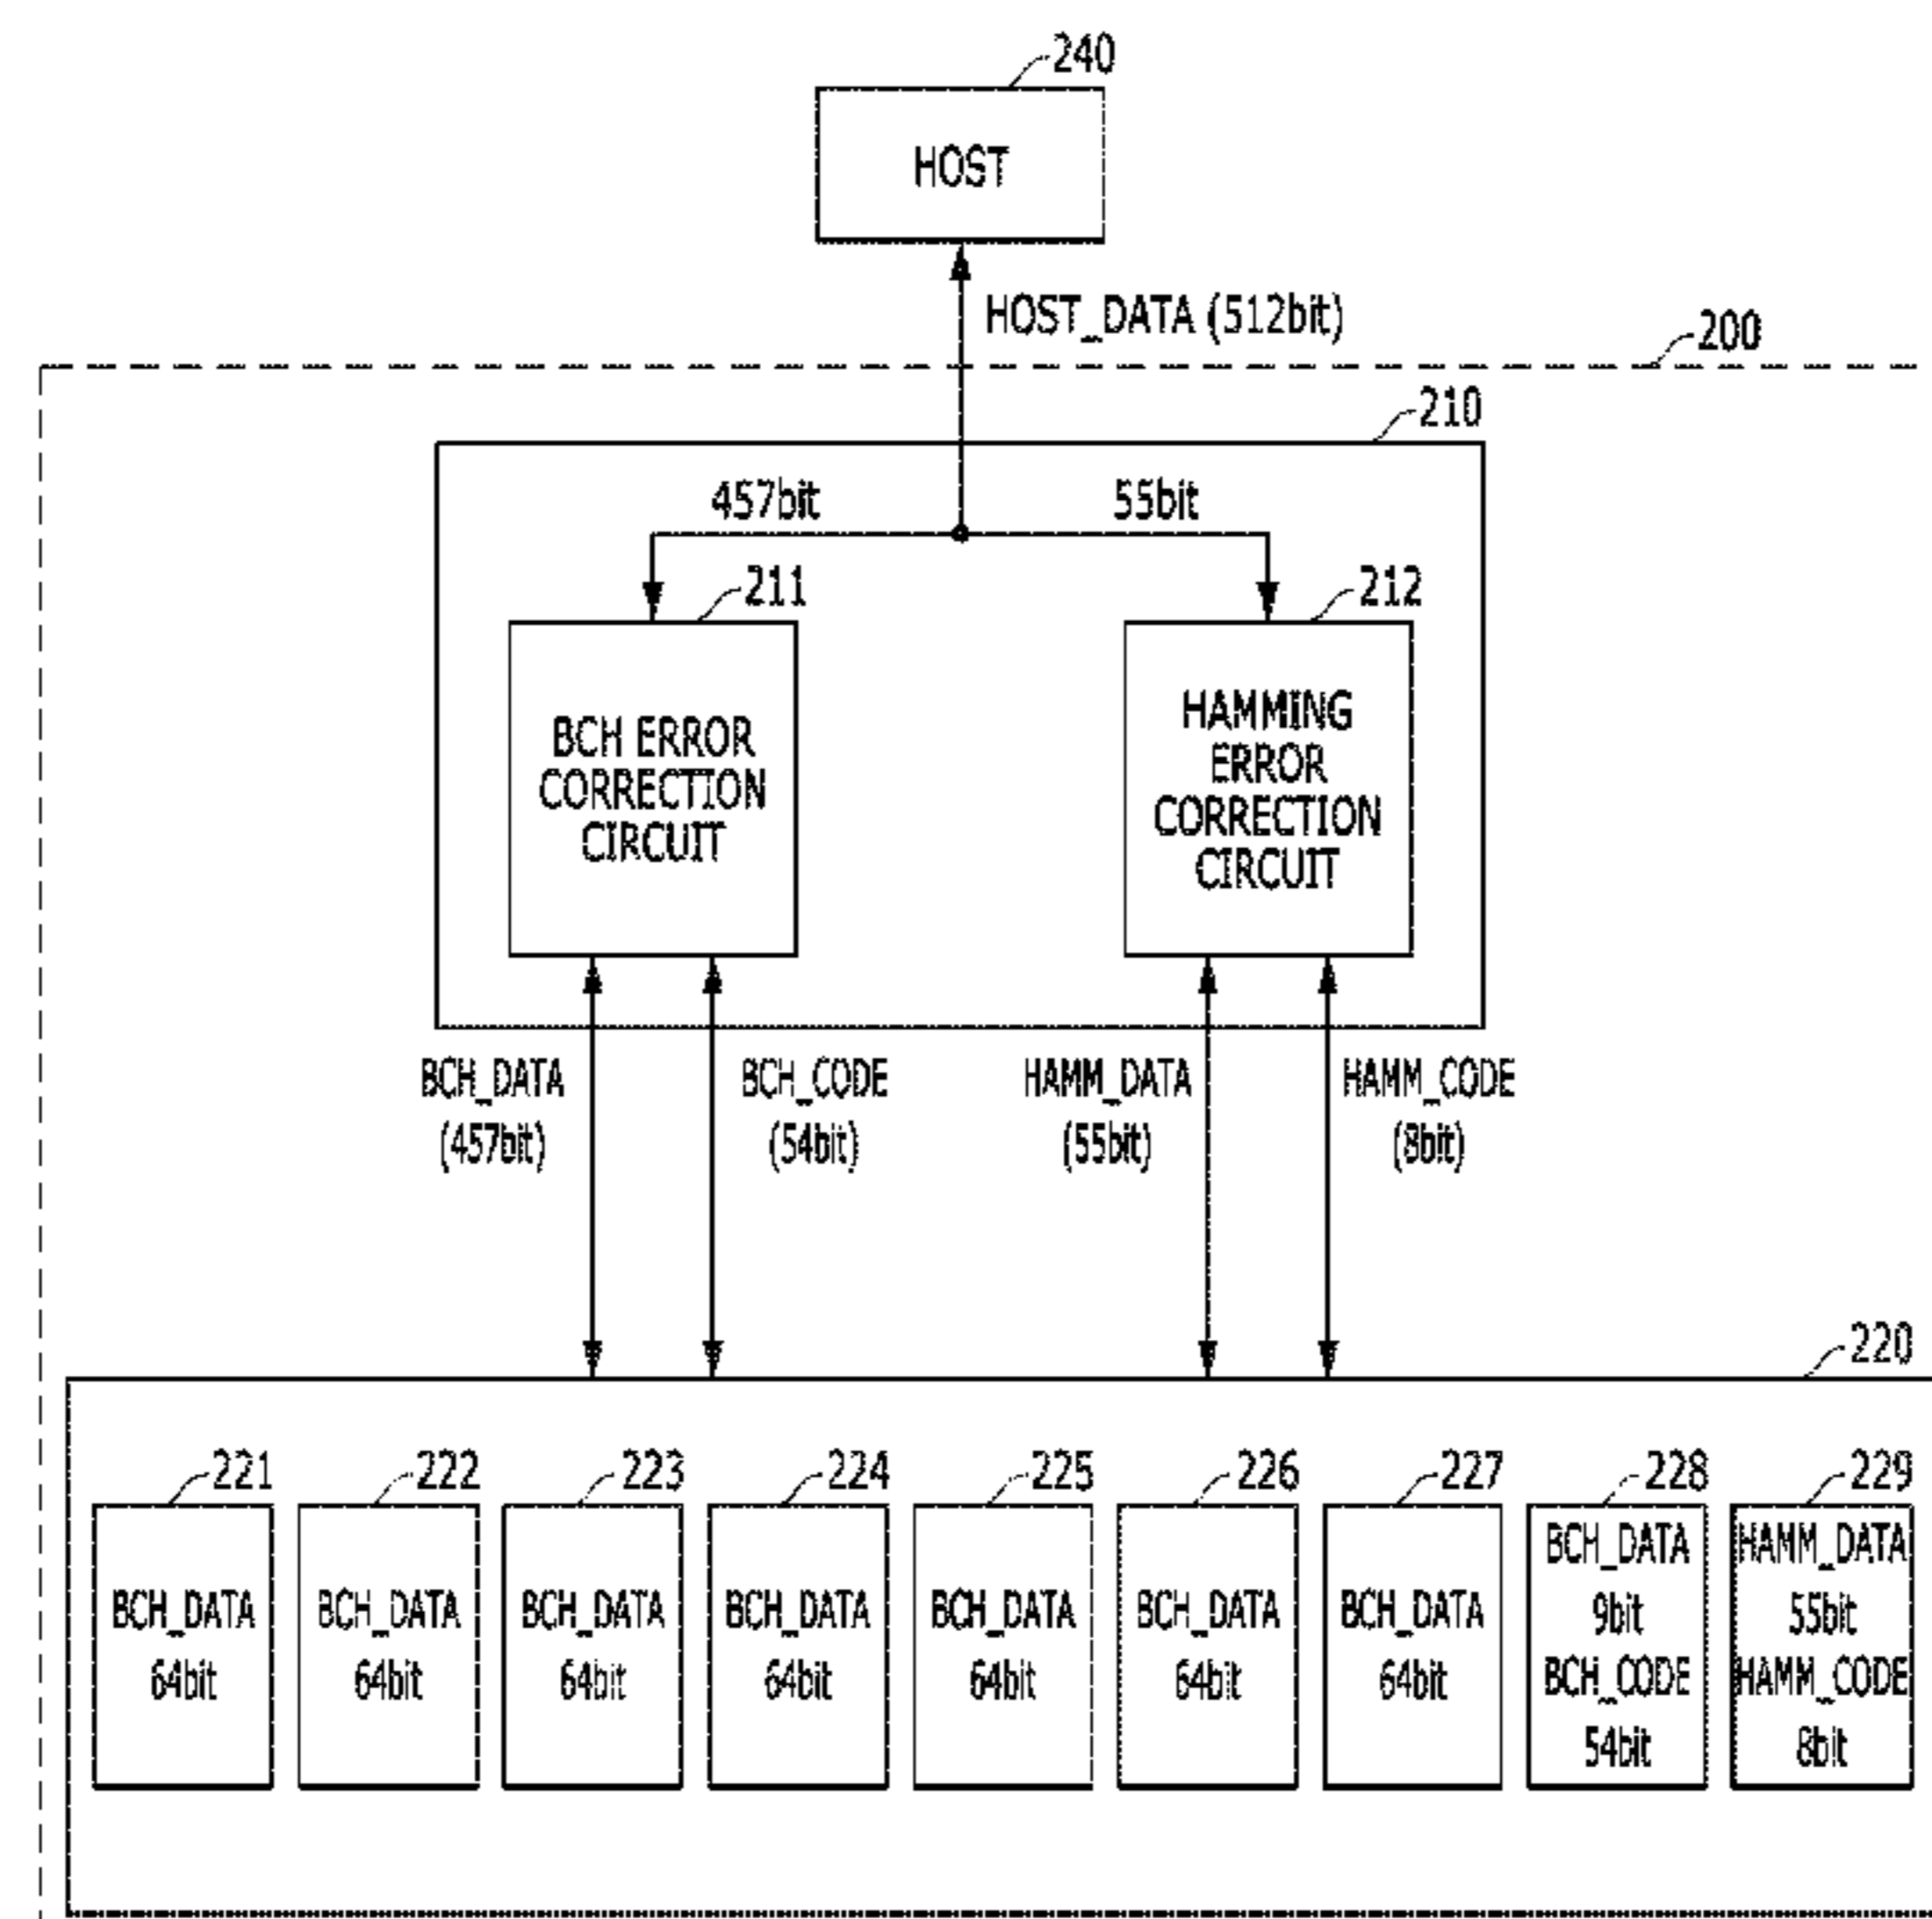 240
HOST
HOST_DATA (512bit)
200
210
457bit
55bit
211
212
BCH ERROR
CORRECTION
CIRCUIT
HAMMING
ERROR
CORRECTION
CIRCUIT
BCH_DATA
(457bit)
BCH_CODE
(54bit)
HAMM_DATA
(55bit)
HAMM_CODE
(8bit)
220
221
222
223
224
225
226
227
228
229
BCH_DATA
64bit
BCH_DATA
64bit
BCH_DATA
64bit
BCH_DATA
64bit
BCH_DATA
64bit
BCH_DATA
64bit
BCH_DATA
64bit
BCH_DATA
9bit
BCH_CODE
54bit
HAMM_DATA
55bit
HAMM_CODE
8bit